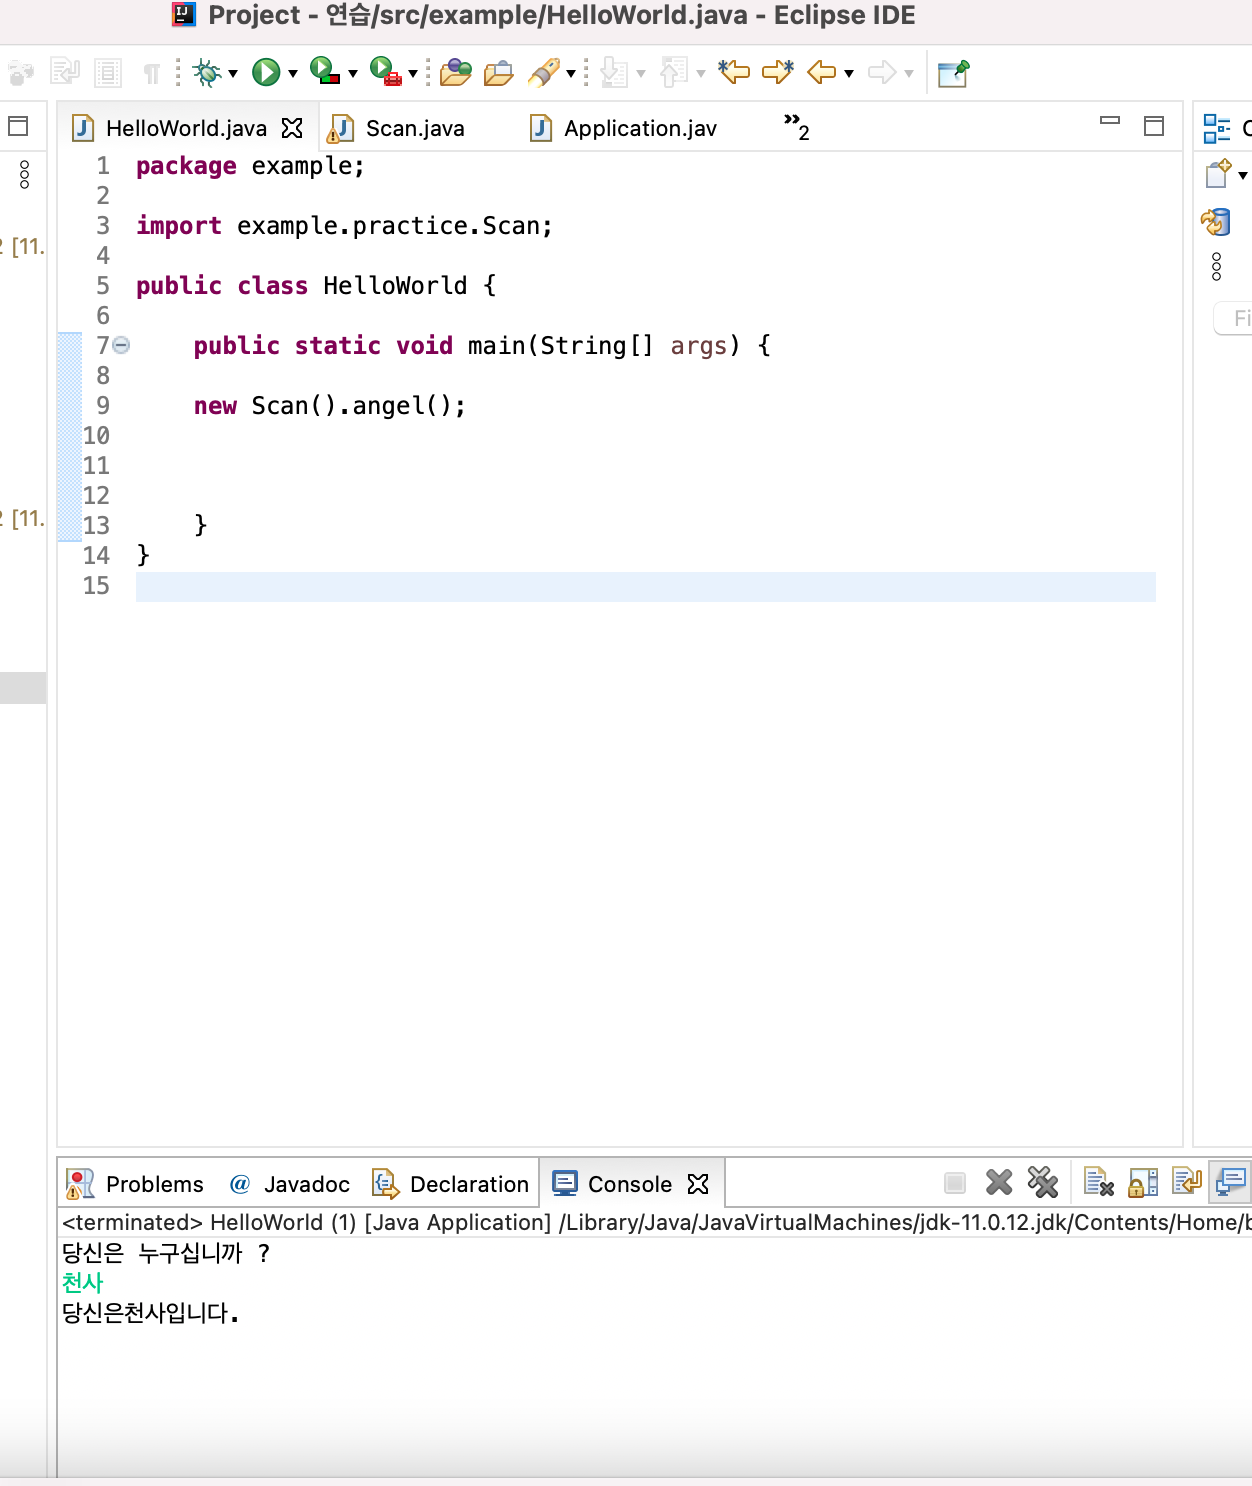 Project - 연습/src/example/HelloWorld.java - Eclipse IDE
HelloWorld.java
Scan.java
Application.jav
»2
2 [11.
2 [11.
1 package example;
2
3 import example.practice.Scan;
4
5 public class HelloWorld {
6
7 public static void main(String[] args) {
8
9 new Scan().angel();
10
11
12
13 }
14 }
15
Fi
Problems
@ Javadoc
Declaration
Console
<terminated> HelloWorld (1) [Java Application] /Library/Java/JavaVirtualMachines/jdk-11.0.12.jdk/Contents/Home/b
당신은 누구십니까 ?
천사
당신은천사입니다.